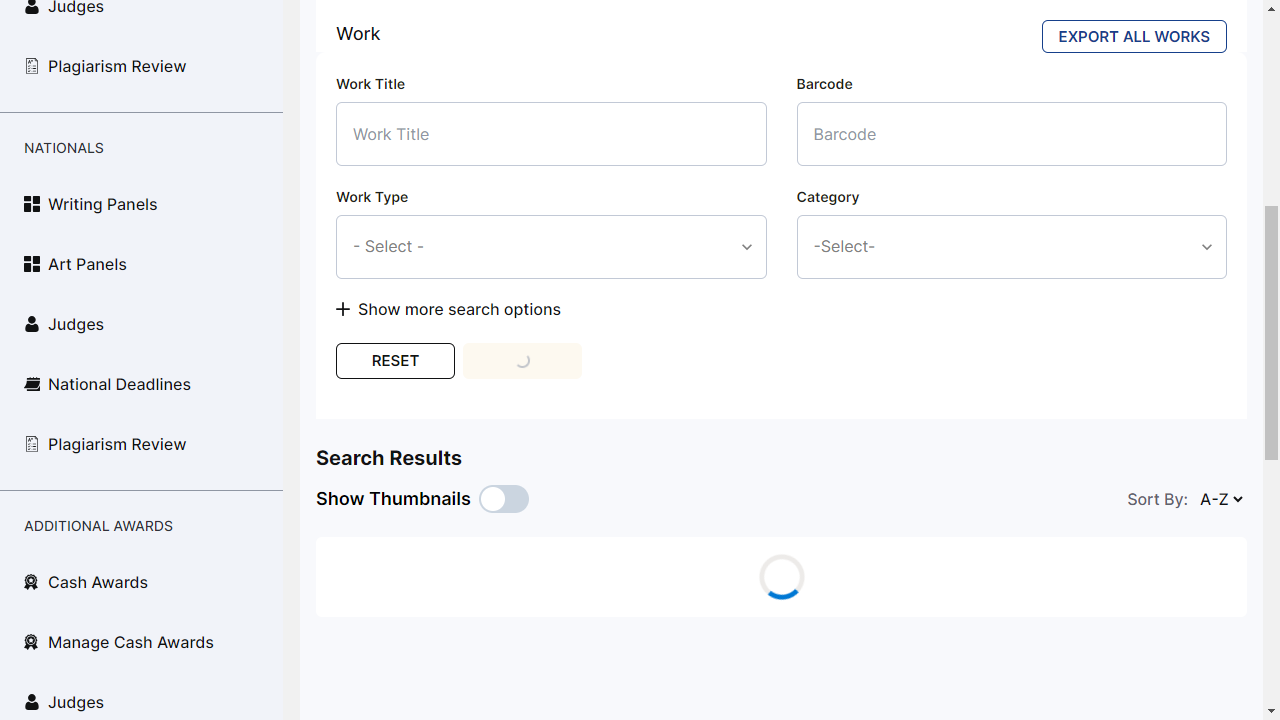 Judges
Plagiarism Review
NATIONALS
Writing Panels
Art Panels
Judges
National Deadlines
Plagiarism Review
ADDITIONAL AWARDS
Cash Awards
Manage Cash Awards
Judges
Work
EXPORT ALL WORKS
Work Title
Work Title
Barcode
Barcode
Work Type
- Select -
Category
-Select-
Show more search options
RESET
Search Results
Show Thumbnails
Sort By: A-Z